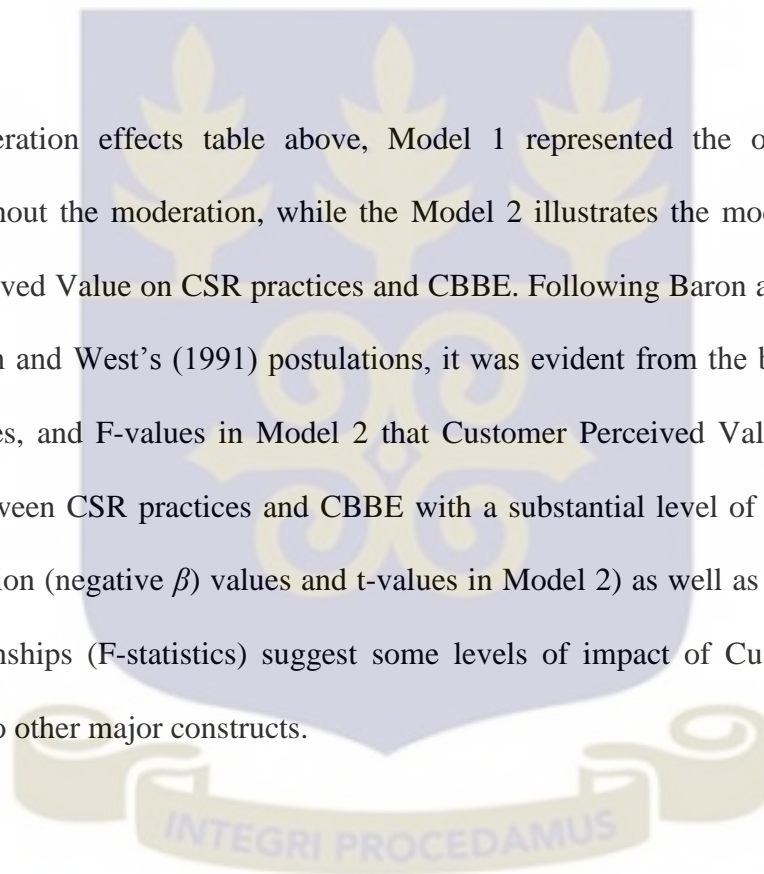 eration effects table above, Model 1 represented the o
hout the moderation, while the Model 2 illustrates the mod
ved Value on CSR practices and CBBE. Following Baron a
n and West’s (1991) postulations, it was evident from the b
es, and F-values in Model 2 that Customer Perceived Val
ween CSR practices and CBBE with a substantial level of
ion (negative β) values and t-values in Model 2) as well as
nships (F-statistics) suggest some levels of impact of Cu
o other major constructs.
INTEGRI PROCEDAMUS